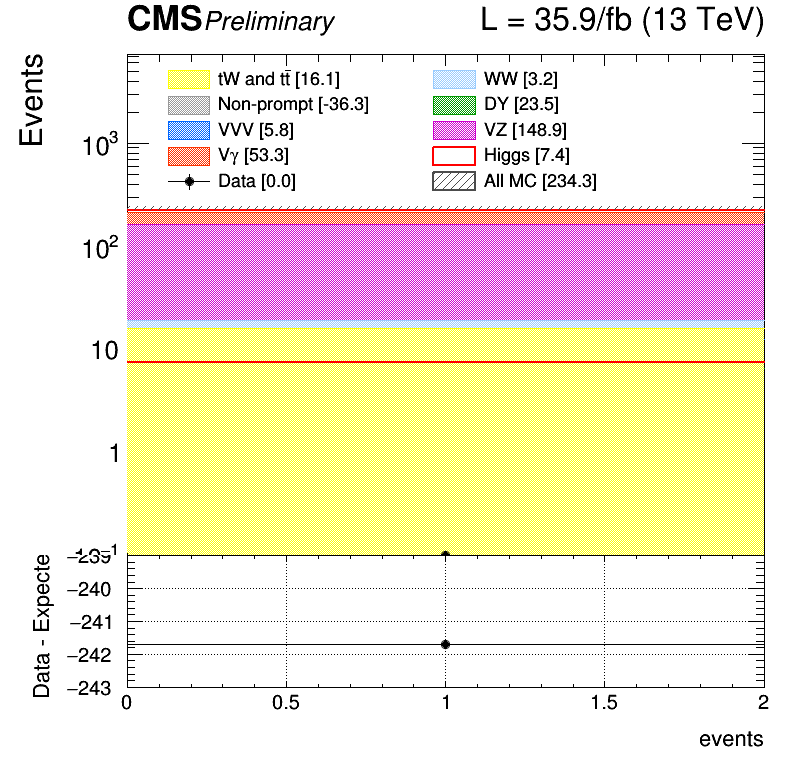 CMS Preliminary L = 35.9/fb (13 TeV)
Events
tW and tt̄ [16.1] WW [3.2]
Non-prompt [-36.3] DY [23.5]
VVV [5.8] VZ [148.9]
Vγ [53.3] Higgs [7.4]
Data [0.0] All MC [234.3]
10³
10²
10
1
10⁻¹
−239
−240
−241
−242
−243
Data - Expecte
0 0.5 1 1.5 2
events